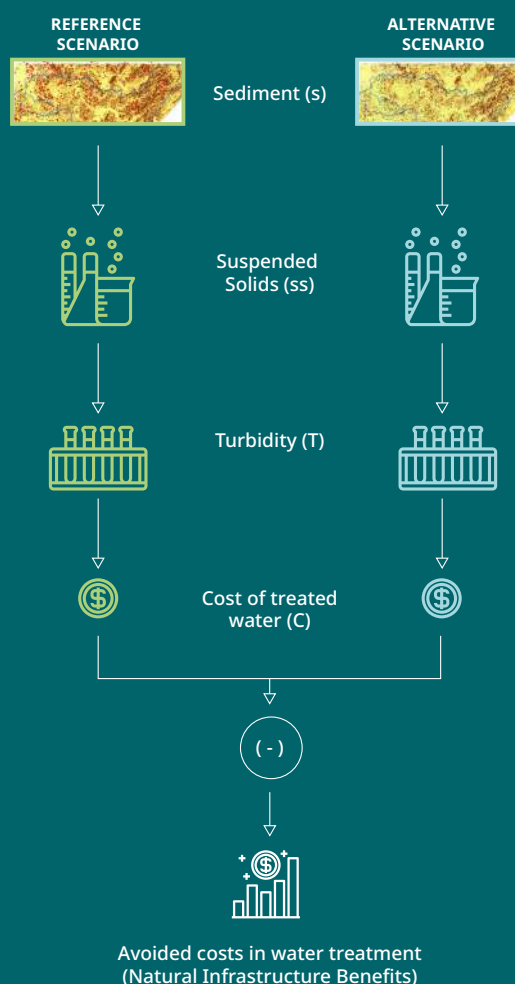 REFERENCE
SCENARIO
ALTERNATIVE
SCENARIO
Sediment (s)
Suspended
Solids (ss)
Turbidity (T)
$
$
Cost of treated
water (C)
( - )
$
Avoided costs in water treatment
(Natural Infrastructure Benefits)